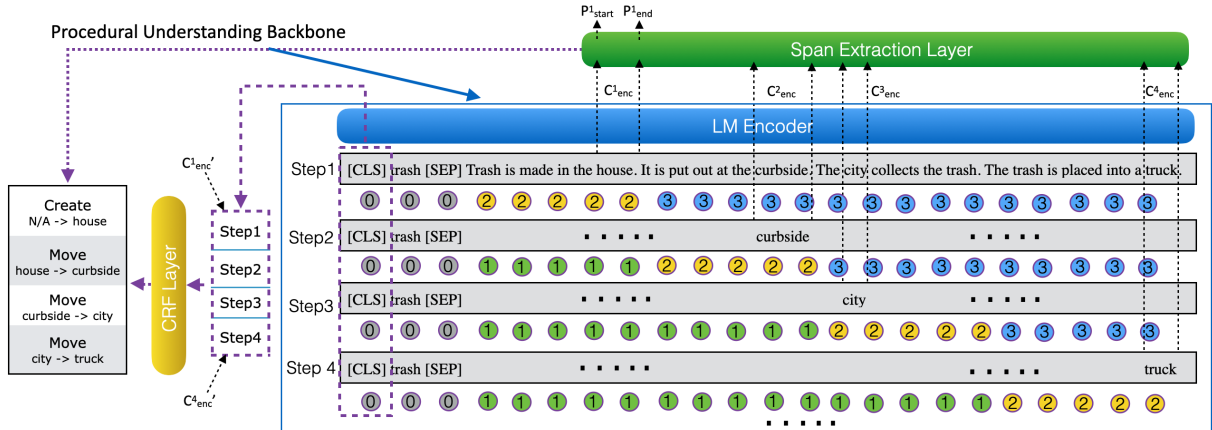 P1start P1end
Procedural Understanding Backbone
Span Extraction Layer
C1enc C2enc C3enc C4enc
LM Encoder
C1enc'
Step1 [CLS] trash [SEP] Trash is made in the house. It is put out at the curbside. The city collects the trash. The trash is placed into a truck.
0 0 0 2 2 2 2 2 3 3 3 3 3 3 3 3 3 3 3 3 3 3
Step2 [CLS] trash [SEP] ..... curbside .....
0 0 0 1 1 1 1 1 2 2 2 2 2 3 3 3 3 3 3 3 3 3
Step3 [CLS] trash [SEP] ..... city .....
0 0 0 1 1 1 1 1 1 1 1 1 1 2 2 2 2 2 3 3 3 3 3
Step 4 [CLS] trash [SEP] ..... ..... truck
0 0 0 1 1 1 1 1 1 1 1 1 1 1 1 1 1 2 2 2 2 2
.....
Create
N/A -> house
Move
house -> curbside
Move
curbside -> city
Move
city -> truck
CRF Layer
Step1
Step2
Step3
Step4
C4enc'